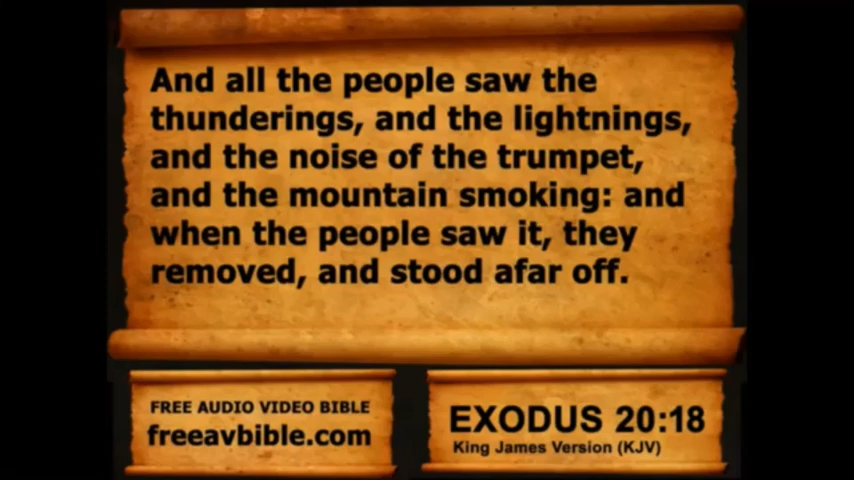 And all the people saw the
thunderings, and the lightnings,
and the noise of the trumpet,
and the mountain smoking: and
when the people saw it, they
removed, and stood afar off.
FREE AUDIO VIDEO BIBLE
freeavbible.com
EXODUS 20:18
King James Version (KJV)